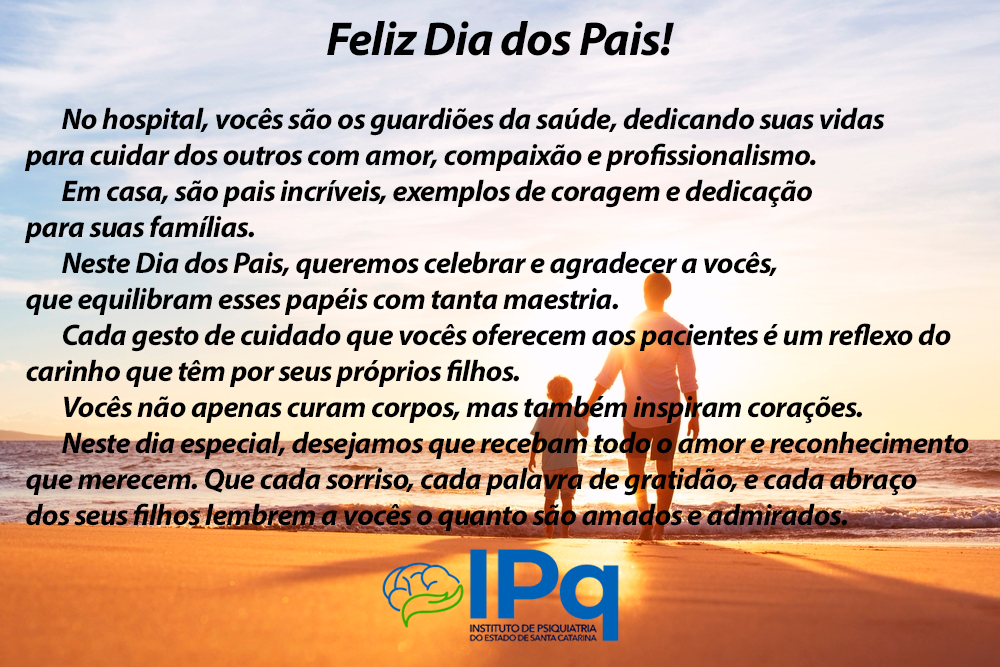 Feliz Dia dos Pais!
No hospital, vocês são os guardiões da saúde, dedicando suas vidas
para cuidar dos outros com amor, compaixão e profissionalismo.
Em casa, são pais incríveis, exemplos de coragem e dedicação
para suas famílias.
Neste Dia dos Pais, queremos celebrar e agradecer a vocês,
que equilibram esses papéis com tanta maestria.
Cada gesto de cuidado que vocês oferecem aos pacientes é um reflexo do
carinho que têm por seus próprios filhos.
Vocês não apenas curam corpos, mas também inspiram corações.
Neste dia especial, desejamos que recebam todo o amor e reconhecimento
que merecem. Que cada sorriso, cada palavra de gratidão, e cada abraço
dos seus filhos lembrem a vocês o quanto são amados e admirados.
IPq
INSTITUTO DE PSIQUIATRIA
DO ESTADO DE SANTA CATARINA